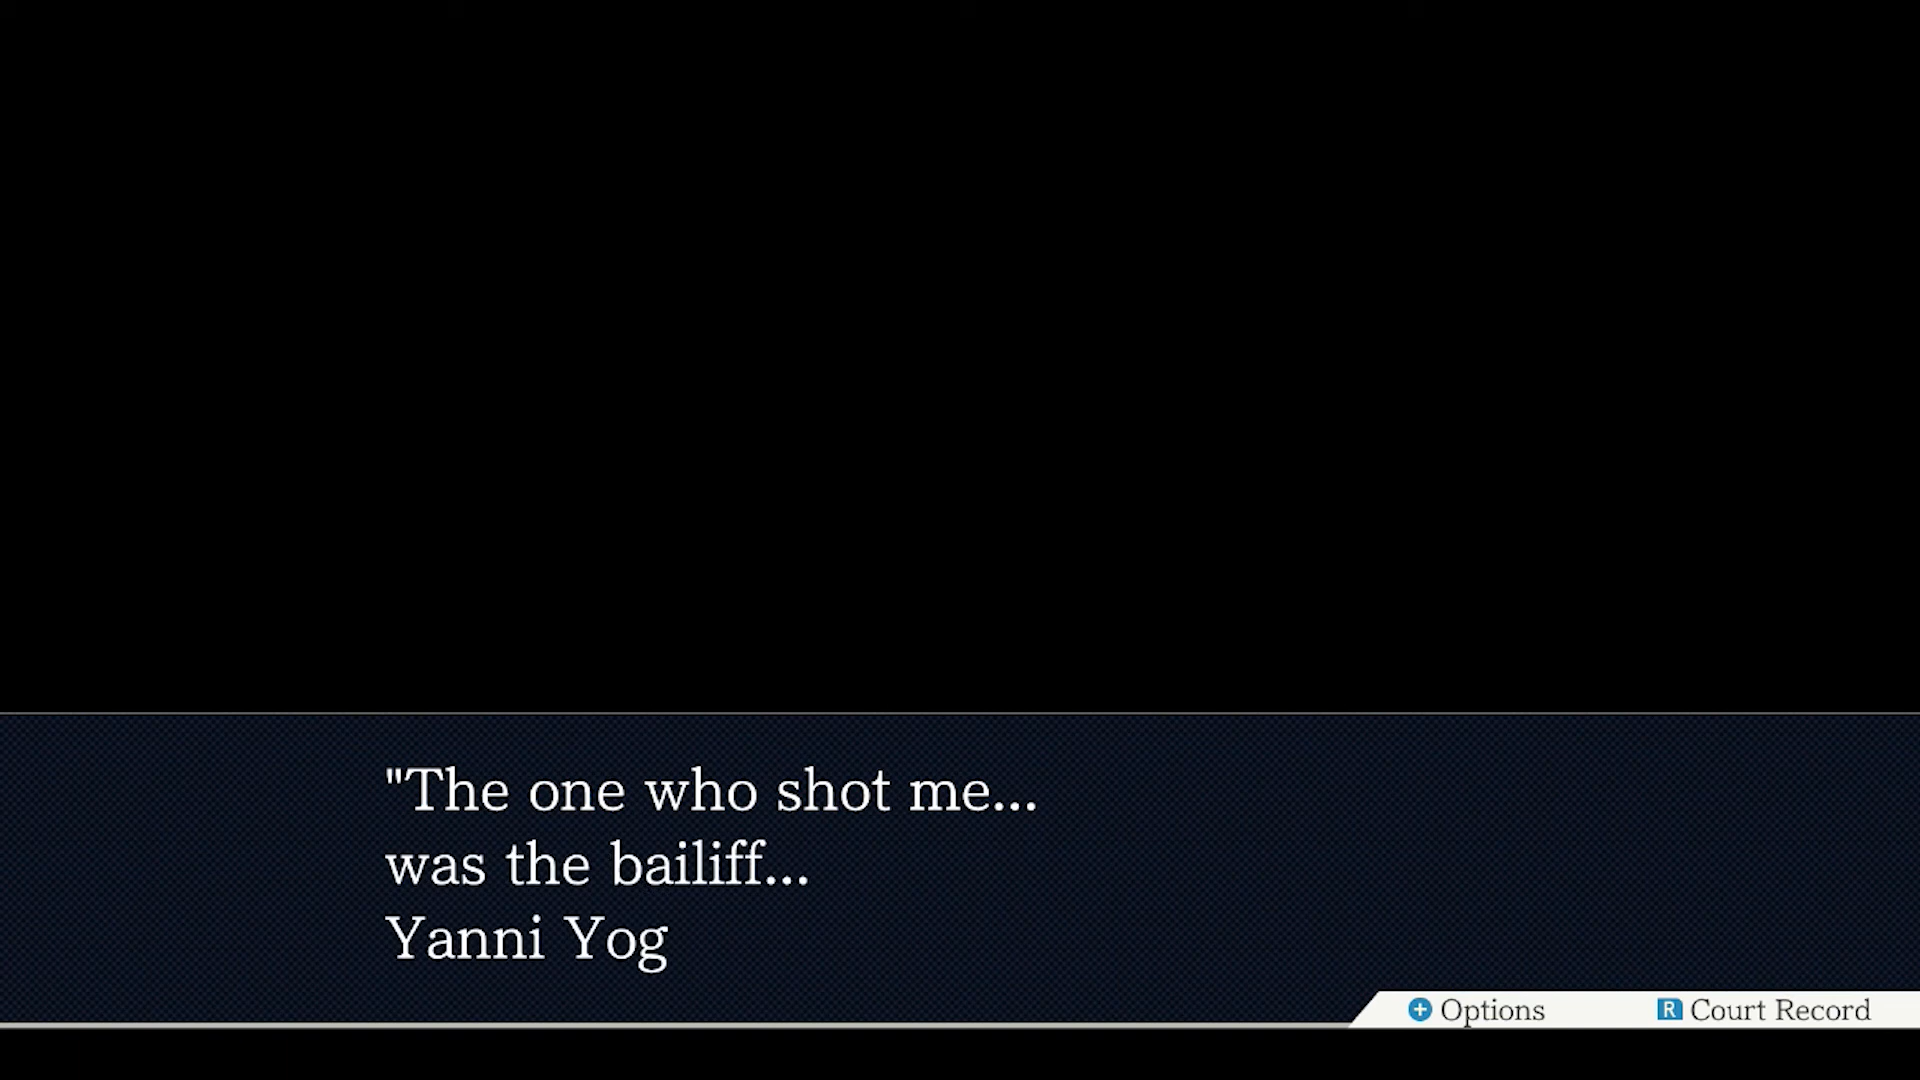 "The one who shot me...
was the bailiff...
Yanni Yog
+ Options
R Court Record